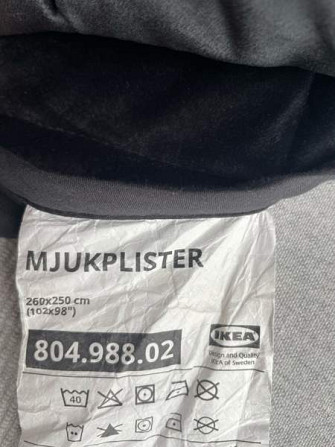 MJUKPLISTER
260x250 cm
(102x98")
804.988.02
IKEA
Design and Quality
IKEA of Sweden
40